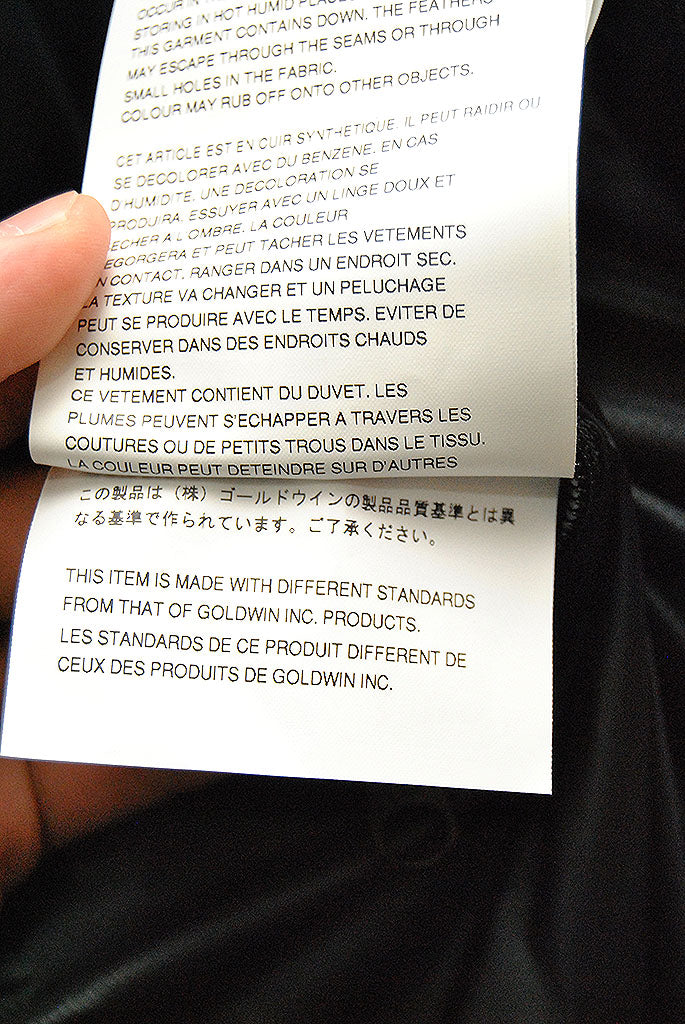 OCCUR IN
STORING IN HOT HUMID
THIS GARMENT CONTAINS DOWN. THE FEATHERS
MAY ESCAPE THROUGH THE SEAMS OR THROUGH
SMALL HOLES IN THE FABRIC.
COLOUR MAY RUB OFF ONTO OTHER OBJECTS.
CET ARTICLE EST EN CUIR SYNTHETIQUE. IL PEUT RAIDIR OU
SE DECOLORER AVEC DU BENZENE. EN CAS
D'HUMIDITE, UNE DECOLORATION SE
PRODUIRA. ESSUYER AVEC UN LINGE DOUX ET
ECHER A L'OMBRE. LA COULEUR
EGORGERA ET PEUT TACHER LES VETEMENTS
N CONTACT. RANGER DANS UN ENDROIT SEC.
LA TEXTURE VA CHANGER ET UN PELUCHAGE
PEUT SE PRODUIRE AVEC LE TEMPS. EVITER DE
CONSERVER DANS DES ENDROITS CHAUDS
ET HUMIDES.
CE VETEMENT CONTIENT DU DUVET. LES
PLUMES PEUVENT S'ECHAPPER A TRAVERS LES
COUTURES OU DE PETITS TROUS DANS LE TISSU.
LA COULEUR PEUT DETEINDRE SUR D'AUTRES
この製品は(株)ゴールドウインの製品品質基準とは異
なる基準で作られています。ご了承ください。
THIS ITEM IS MADE WITH DIFFERENT STANDARDS
FROM THAT OF GOLDWIN INC. PRODUCTS.
LES STANDARDS DE CE PRODUIT DIFFERENT DE
CEUX DES PRODUITS DE GOLDWIN INC.